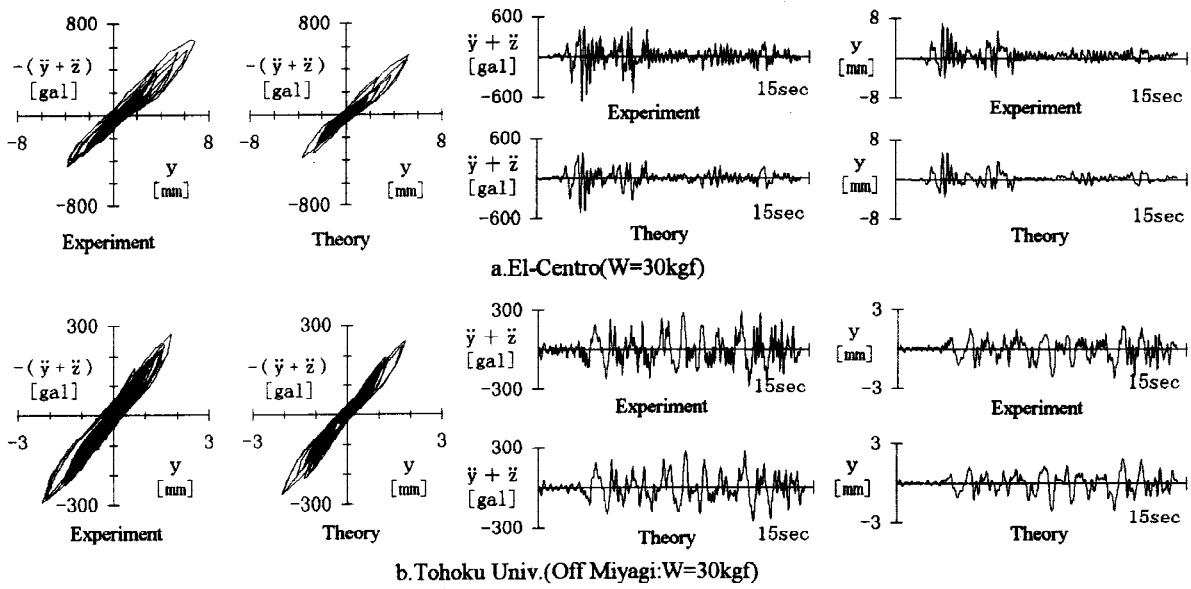 800
-(ÿ + z̈)
[gal]
-8
8
y
[mm]
-800
Experiment
800
-(ÿ + z̈)
[gal]
-8
8
y
[mm]
-800
Theory
600
ÿ + z̈
[gal]
-600
15sec
Experiment
8
y
[mm]
-8
15sec
Experiment
600
ÿ + z̈
[gal]
-600
15sec
Theory
8
y
[mm]
-8
15sec
Theory
a.El-Centro(W=30kgf)
300
-(ÿ + z̈)
[gal]
-3
3
y
[mm]
-300
Experiment
300
-(ÿ + z̈)
[gal]
-3
3
y
[mm]
-300
Theory
300
ÿ + z̈
[gal]
-300
15sec
Experiment
3
y
[mm]
-3
15sec
Experiment
300
ÿ + z̈
[gal]
-300
15sec
Theory
3
y
[mm]
-3
15sec
Theory
b.Tohoku Univ.(Off Miyagi:W=30kgf)